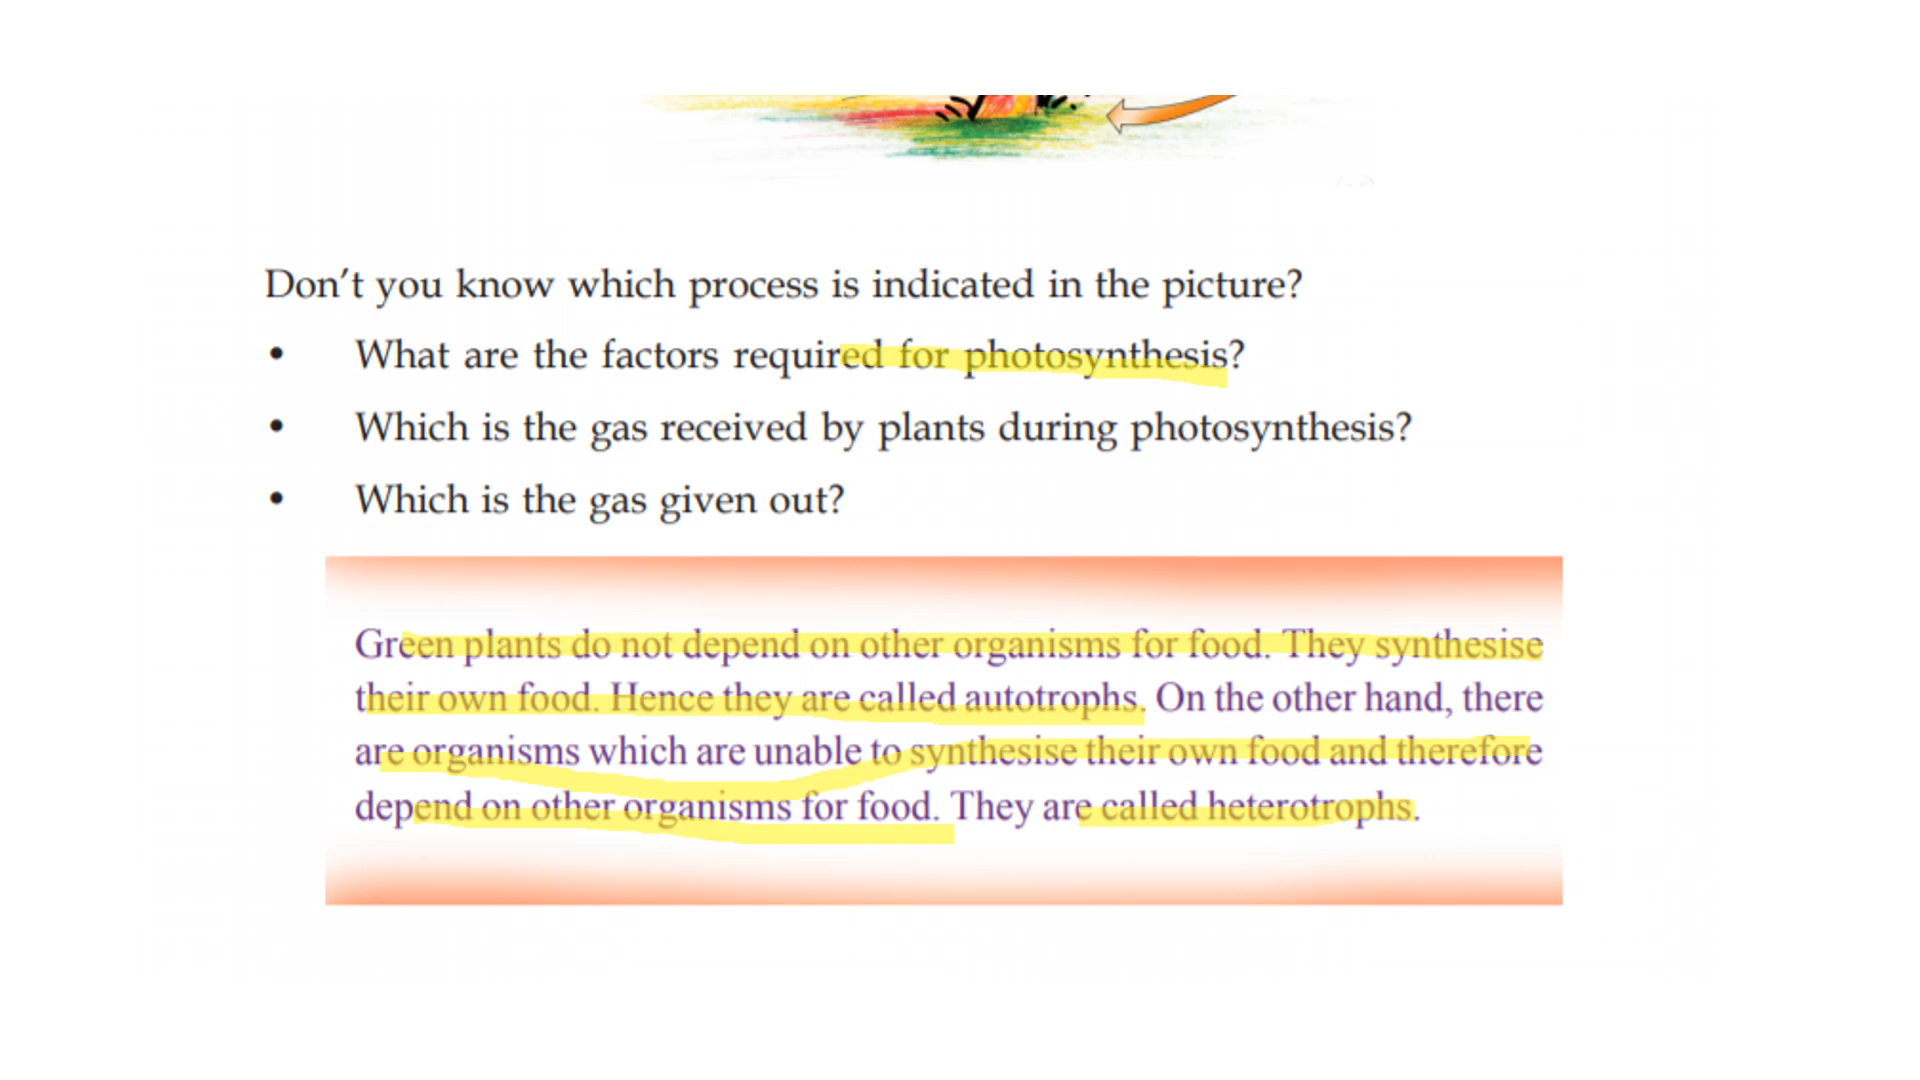 Don't you know which process is indicated in the picture?
• What are the factors required for photosynthesis?
• Which is the gas received by plants during photosynthesis?
• Which is the gas given out?
Green plants do not depend on other organisms for food. They synthesise
their own food. Hence they are called autotrophs. On the other hand, there
are organisms which are unable to synthesise their own food and therefore
depend on other organisms for food. They are called heterotrophs.